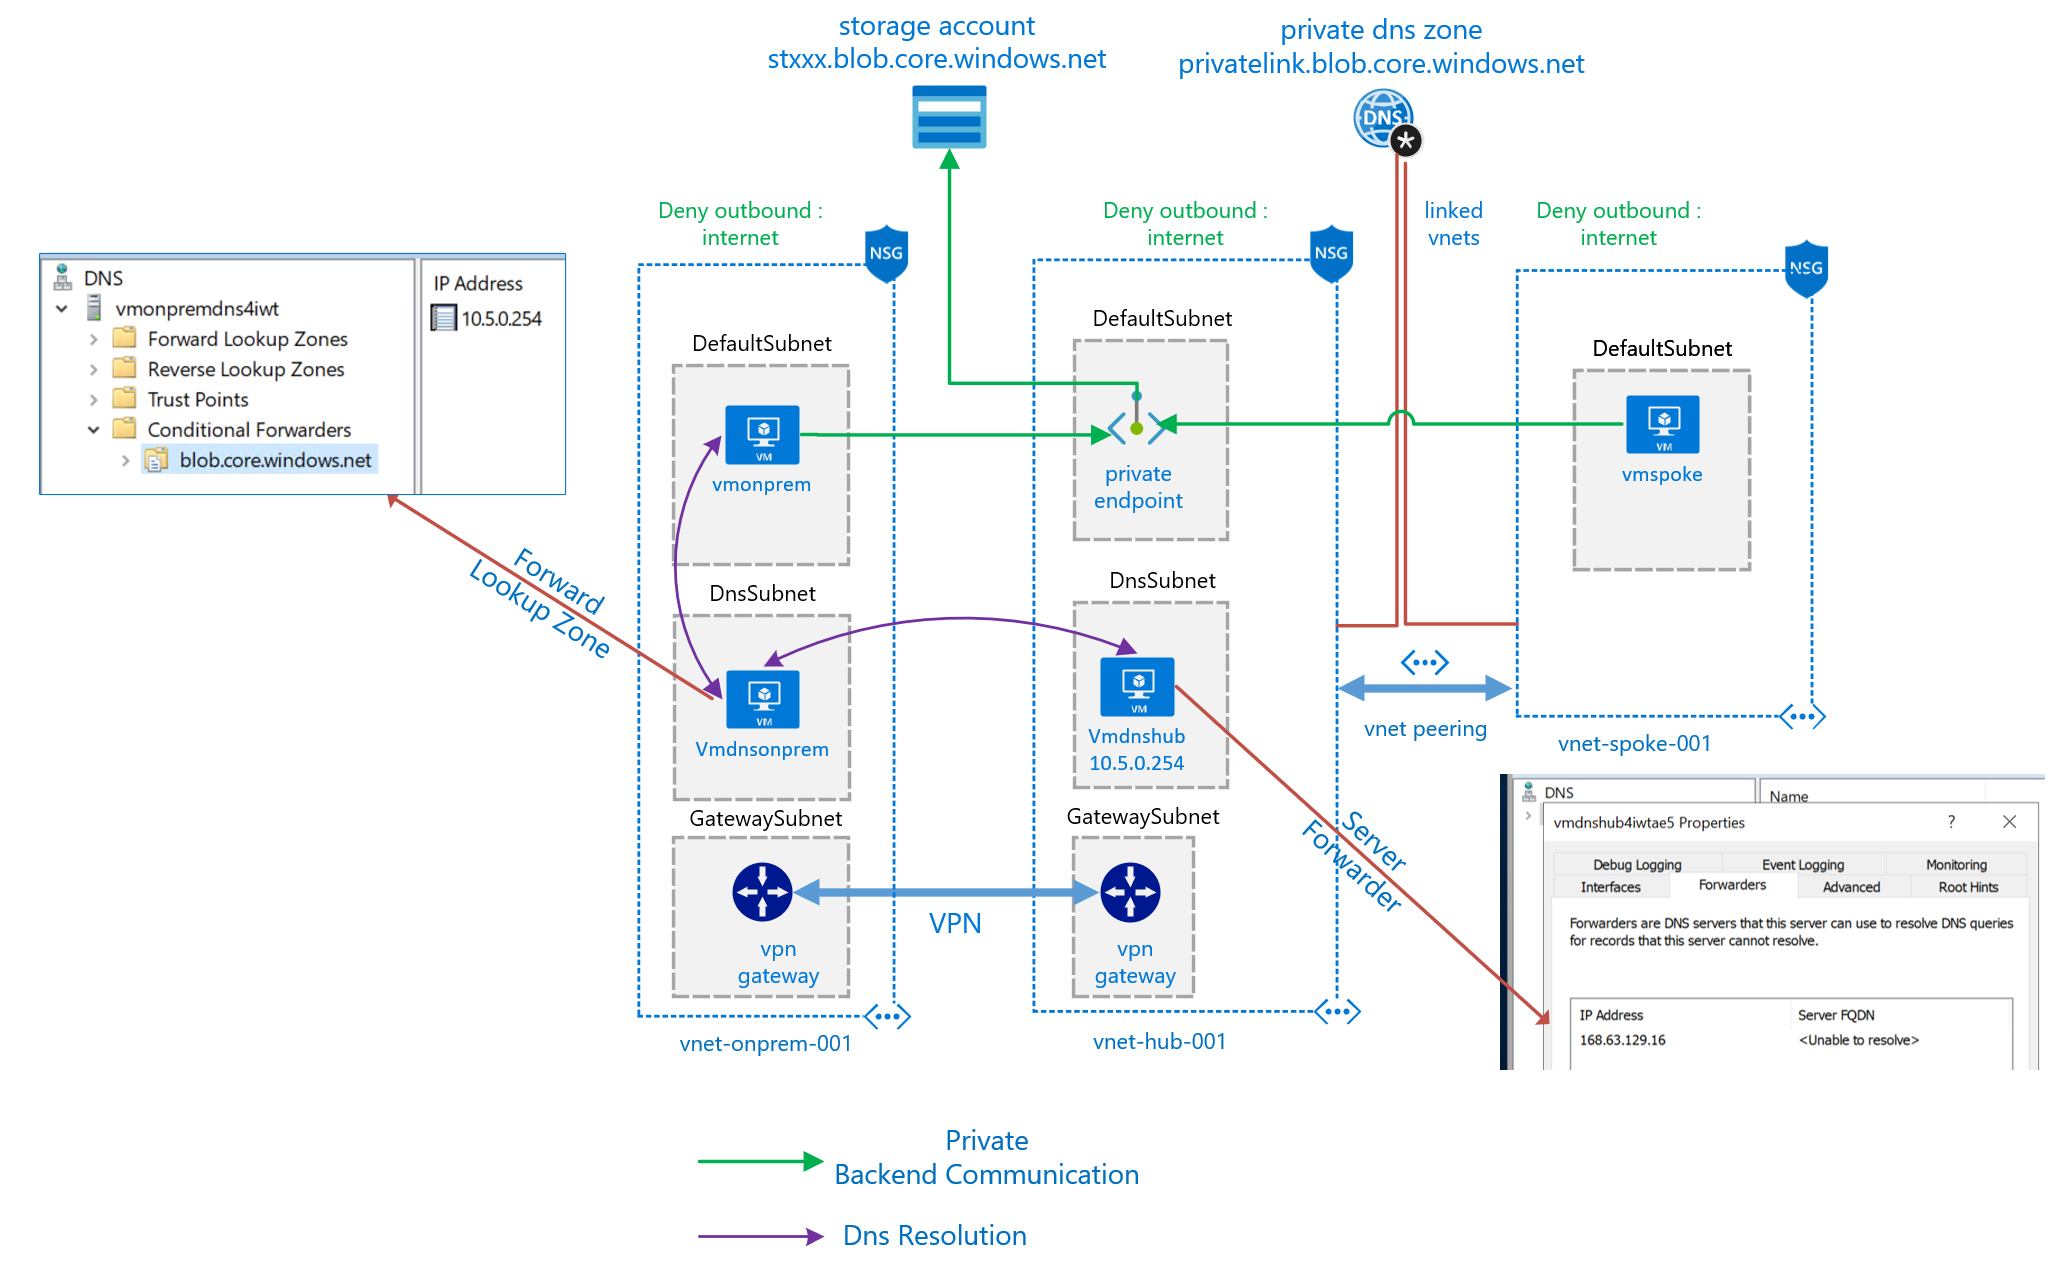 storage account
stxxx.blob.core.windows.net
private dns zone
privatelink.blob.core.windows.net
DNS
*
Deny outbound :
internet
NSG
Deny outbound :
internet
NSG
linked
vnets
Deny outbound :
internet
NSG
DNS
vmonpremdns4iwt
Forward Lookup Zones
Reverse Lookup Zones
Trust Points
Conditional Forwarders
blob.core.windows.net
IP Address
10.5.0.254
DefaultSubnet
VM
vmonprem
DefaultSubnet
private
endpoint
DefaultSubnet
VM
vmspoke
Forward
Lookup Zone
DnsSubnet
VM
Vmdnsonprem
DnsSubnet
VM
Vmdnshub
10.5.0.254
vnet peering
vnet-spoke-001
GatewaySubnet
vpn
gateway
VPN
GatewaySubnet
vpn
gateway
Server
Forwarder
vnet-onprem-001
vnet-hub-001
DNS
Name
vmdnshub4iwtae5 Properties
?
Debug Logging
Event Logging
Monitoring
Interfaces
Forwarders
Advanced
Root Hints
Forwarders are DNS servers that this server can use to resolve DNS queries
for records that this server cannot resolve.
IP Address
Server FQDN
168.63.129.16
<Unable to resolve>
Private
Backend Communication
Dns Resolution